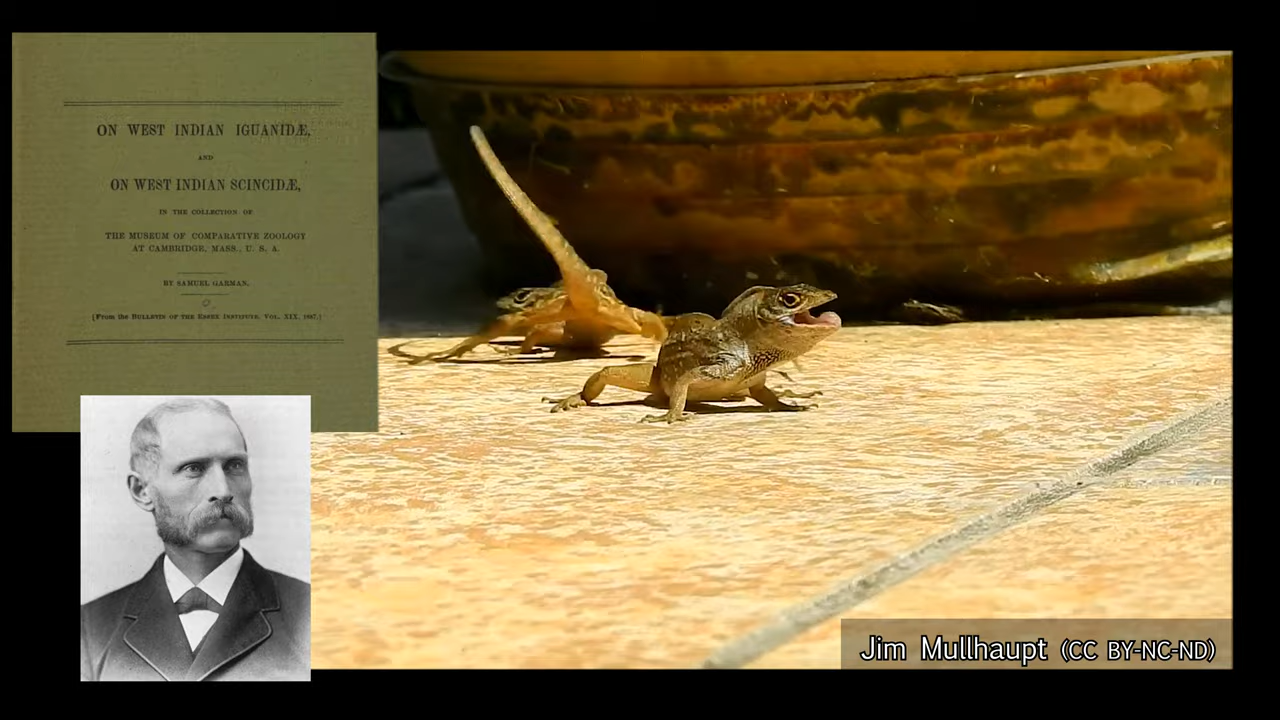 ON WEST INDIAN IGUANIDÆ,
AND
ON WEST INDIAN SCINCIDÆ,
IN THE COLLECTION OF
THE MUSEUM OF COMPARATIVE ZOOLOGY
AT CAMBRIDGE, MASS., U. S. A.
BY SAMUEL GARMAN.
[From the BULLETIN OF THE ESSEX INSTITUTE, VOL. XIX, 1887.]
Jim Mullhaupt (CC BY-NC-ND)